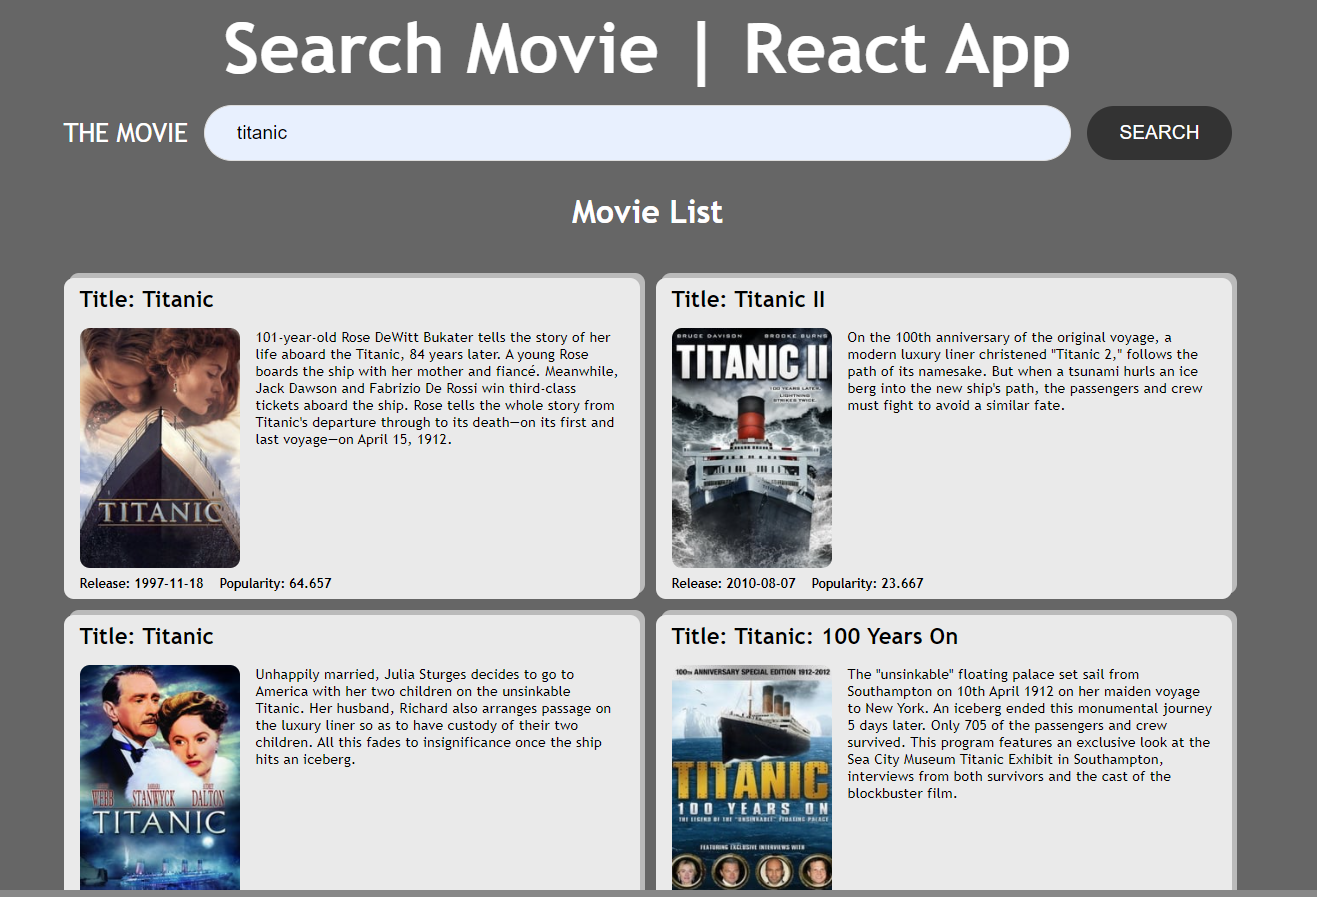 Search Movie | React App
THE MOVIE
titanic
SEARCH
Movie List
Title: Titanic
TITANIC
101-year-old Rose DeWitt Bukater tells the story of her
life aboard the Titanic, 84 years later. A young Rose
boards the ship with her mother and fiancé. Meanwhile,
Jack Dawson and Fabrizio De Rossi win third-class
tickets aboard the ship. Rose tells the whole story from
Titanic's departure through to its death—on its first and
last voyage—on April 15, 1912.
Release: 1997-11-18 Popularity: 64.657
Title: Titanic II
BRUCE DAVISON BROOKE BURNS
TITANIC II
100 YEARS LATER,
LIGHTNING
STRIKES TWICE
On the 100th anniversary of the original voyage, a
modern luxury liner christened "Titanic 2," follows the
path of its namesake. But when a tsunami hurls an ice
berg into the new ship's path, the passengers and crew
must fight to avoid a similar fate.
Release: 2010-08-07 Popularity: 23.667
Title: Titanic
WEBB STANWYCK DALTON
TITANIC
Unhappily married, Julia Sturges decides to go to
America with her two children on the unsinkable
Titanic. Her husband, Richard also arranges passage on
the luxury liner so as to have custody of their two
children. All this fades to insignificance once the ship
hits an iceberg.
Title: Titanic: 100 Years On
100th ANNIVERSARY SPECIAL EDITION 1912-2012
TITANIC
100 YEARS ON
THE LEGEND OF THE "UNSINKABLE" FLOATING PALACE
FEATURING EXCLUSIVE INTERVIEWS WITH
The "unsinkable" floating palace set sail from
Southampton on 10th April 1912 on her maiden voyage
to New York. An iceberg ended this monumental journey
5 days later. Only 705 of the passengers and crew
survived. This program features an exclusive look at the
Sea City Museum Titanic Exhibit in Southampton,
interviews from both survivors and the cast of the
blockbuster film.